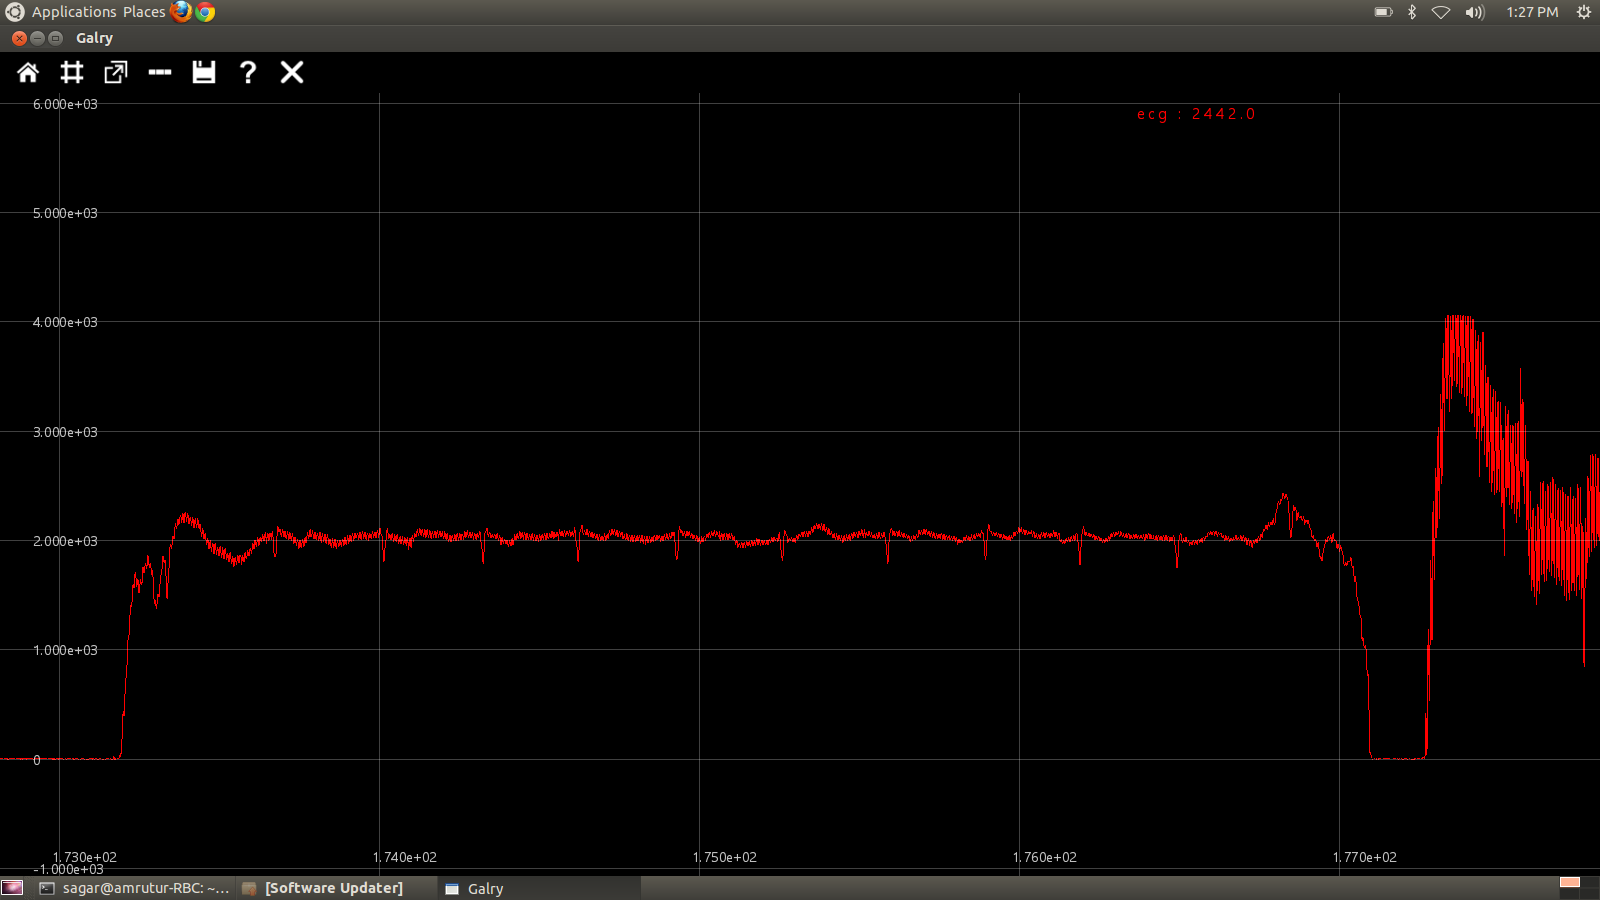 Applications Places 1:27 PM
Galry
?
6.000e+03
ecg : 2442.0
5.000e+03
4.000e+03
3.000e+03
2.000e+03
1.000e+03
0
1.730e+02 1.740e+02 1.750e+02 1.760e+02 1.770e+02
-1.000e+03
sagar@amrutur-RBC: ~... [Software Updater] Galry